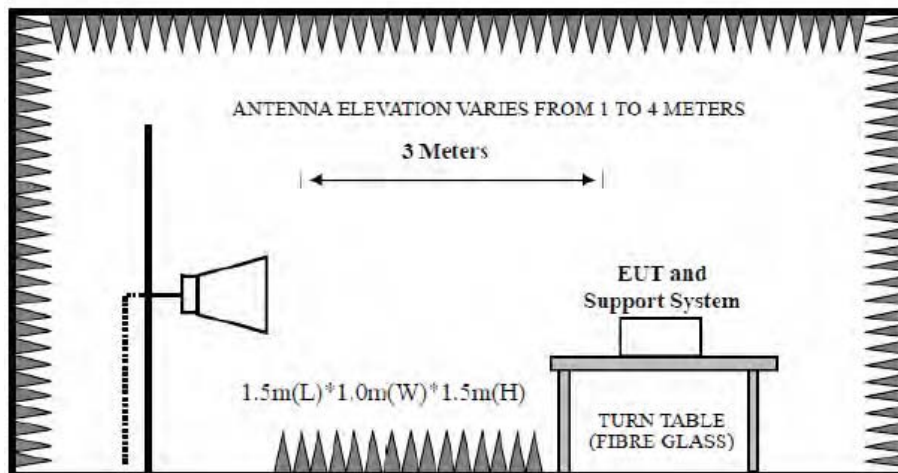 ANTENNA ELEVATION VARIES FROM 1 TO 4 METERS
3 Meters
EUT and
Support System
1.5m(L)*1.0m(W)*1.5m(H)
TURN TABLE
(FIBRE GLASS)